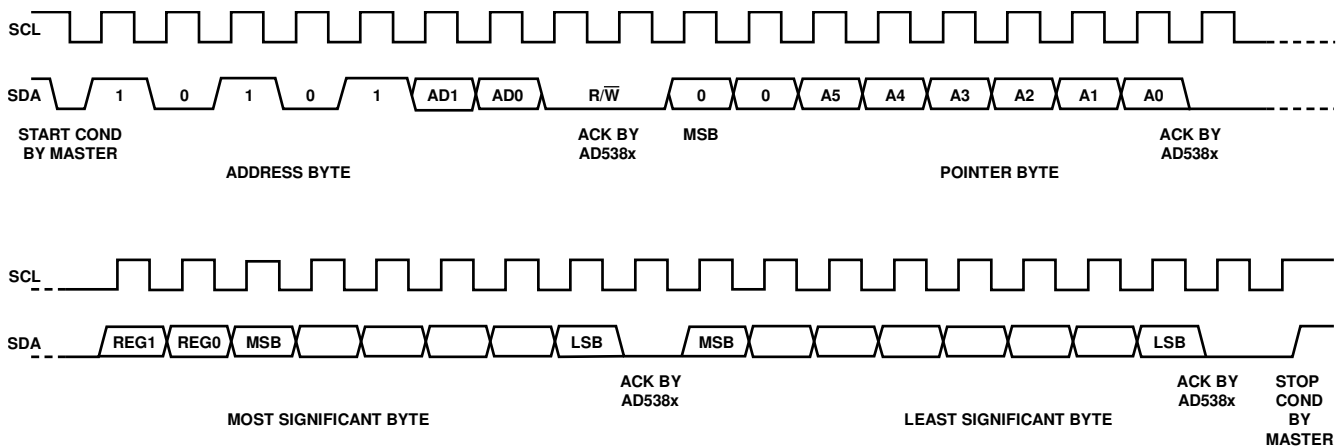 SCL
SDA 1 0 1 0 1 AD1 AD0 R/W̅ 0 0 A5 A4 A3 A2 A1 A0
START COND
BY MASTER
ACK BY
AD538x
MSB
ACK BY
AD538x
ADDRESS BYTE
POINTER BYTE
SCL
SDA REG1 REG0 MSB LSB MSB LSB
ACK BY
AD538x
ACK BY
AD538x
STOP
COND
BY
MASTER
MOST SIGNIFICANT BYTE
LEAST SIGNIFICANT BYTE